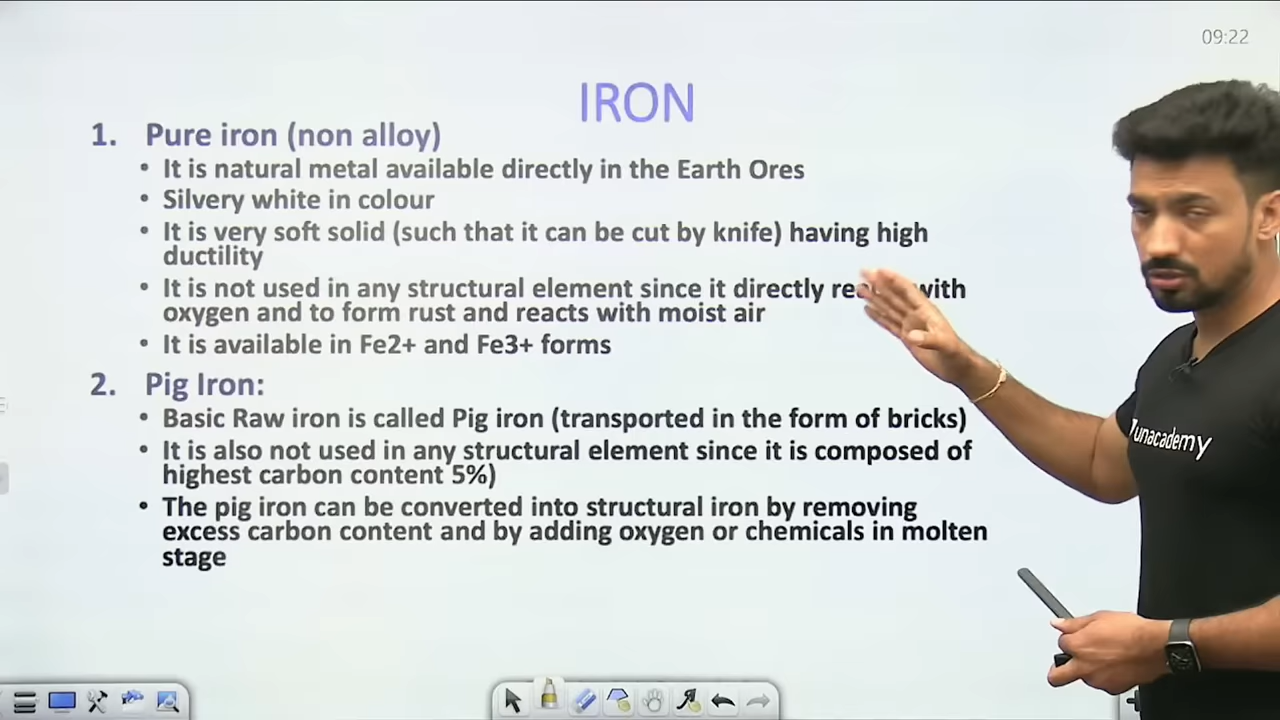 09:22
IRON
1. Pure iron (non alloy)
• It is natural metal available directly in the Earth Ores
• Silvery white in colour
• It is very soft solid (such that it can be cut by knife) having high
ductility
• It is not used in any structural element since it directly with
oxygen and to form rust and reacts with moist air
• It is available in Fe2+ and Fe3+ forms
2. Pig Iron:
• Basic Raw iron is called Pig iron (transported in the form of bricks)
• It is also not used in any structural element since it is composed of
highest carbon content 5%)
• The pig iron can be converted into structural iron by removing
excess carbon content and by adding oxygen or chemicals in molten
stage
unacademy